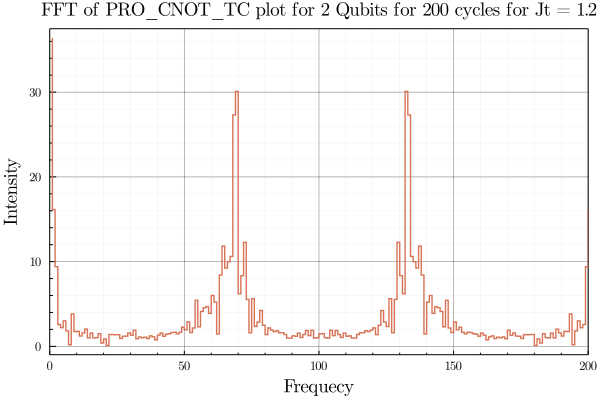 FFT of PRO_CNOT_TC plot for 2 Qubits for 200 cycles for Jt = 1.2
Intensity
30
20
10
0
0 50 100 150 200
Frequecy